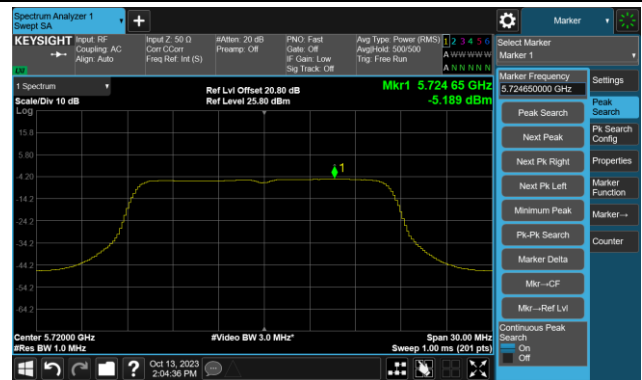 Spectrum Analyzer 1
Swept SA
Marker
KEYSIGHT
Input: RF
Coupling: AC
Align: Auto
Input Z: 50 Ω
Corr CCorr
Freq Ref: Int (S)
#Atten: 20 dB
Preamp: Off
PNO: Fast
Gate: Off
IF Gain: Low
Sig Track: Off
Avg Type: Power (RMS)
Avg|Hold: 500/500
Trig: Free Run
1 2 3 4 5 6
A W W W W W
A N N N N N
LXI
Select Marker
Marker 1
1 Spectrum
Scale/Div 10 dB
Log
Ref Lvl Offset 20.80 dB
Ref Level 25.80 dBm
Mkr1 5.724 65 GHz
-5.189 dBm
15.8
5.80
-4.20
-14.2
-24.2
-34.2
-44.2
-54.2
-64.2
1
Center 5.72000 GHz
#Res BW 1.0 MHz
#Video BW 3.0 MHz*
Span 30.00 MHz
Sweep 1.00 ms (201 pts)
Marker Frequency
5.724650000 GHz
Peak Search
Next Peak
Next Pk Right
Next Pk Left
Minimum Peak
Pk-Pk Search
Marker Delta
Mkr→CF
Mkr→Ref Lvl
Continuous Peak
Search
On
Off
Settings
Peak
Search
Pk Search
Config
Properties
Marker
Function
Marker→
Counter
?
Oct 13, 2023
2:04:36 PM